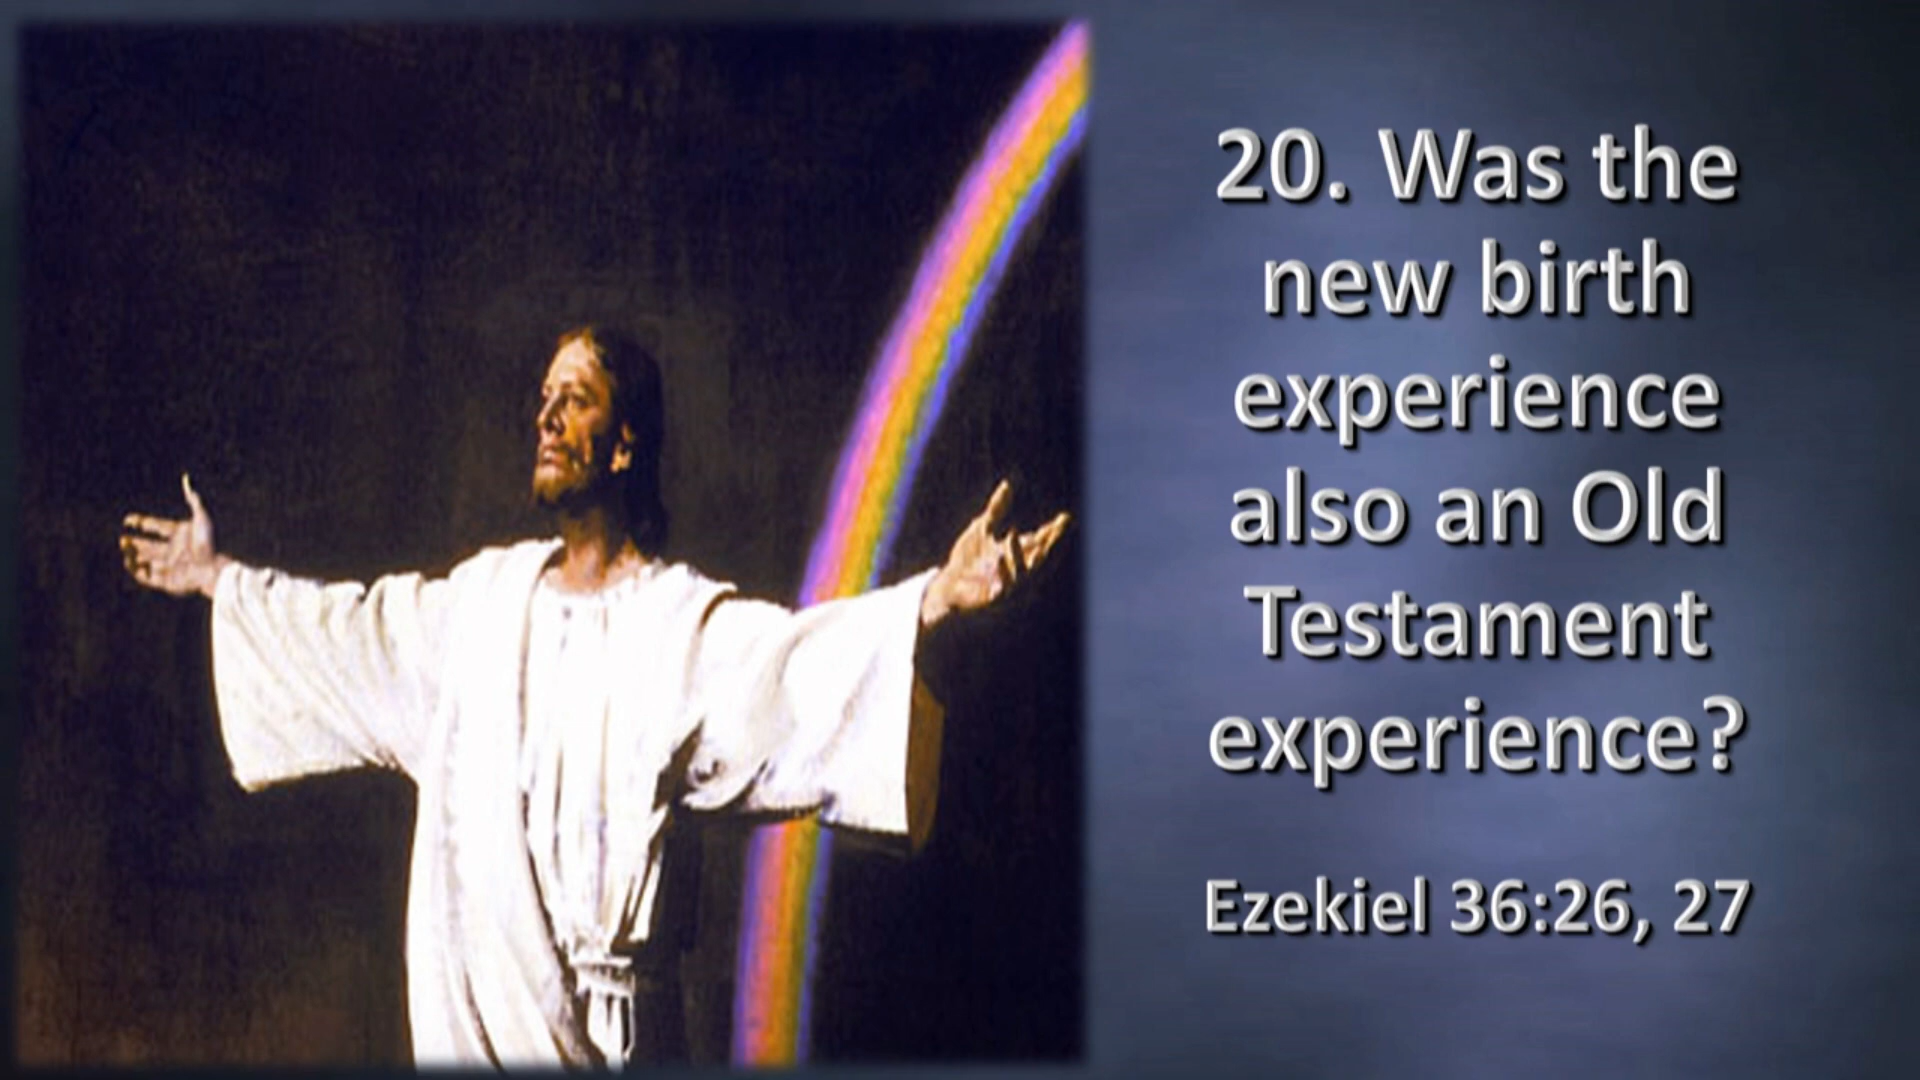 20. Was the
new birth
experience
also an Old
Testament
experience?
Ezekiel 36:26, 27